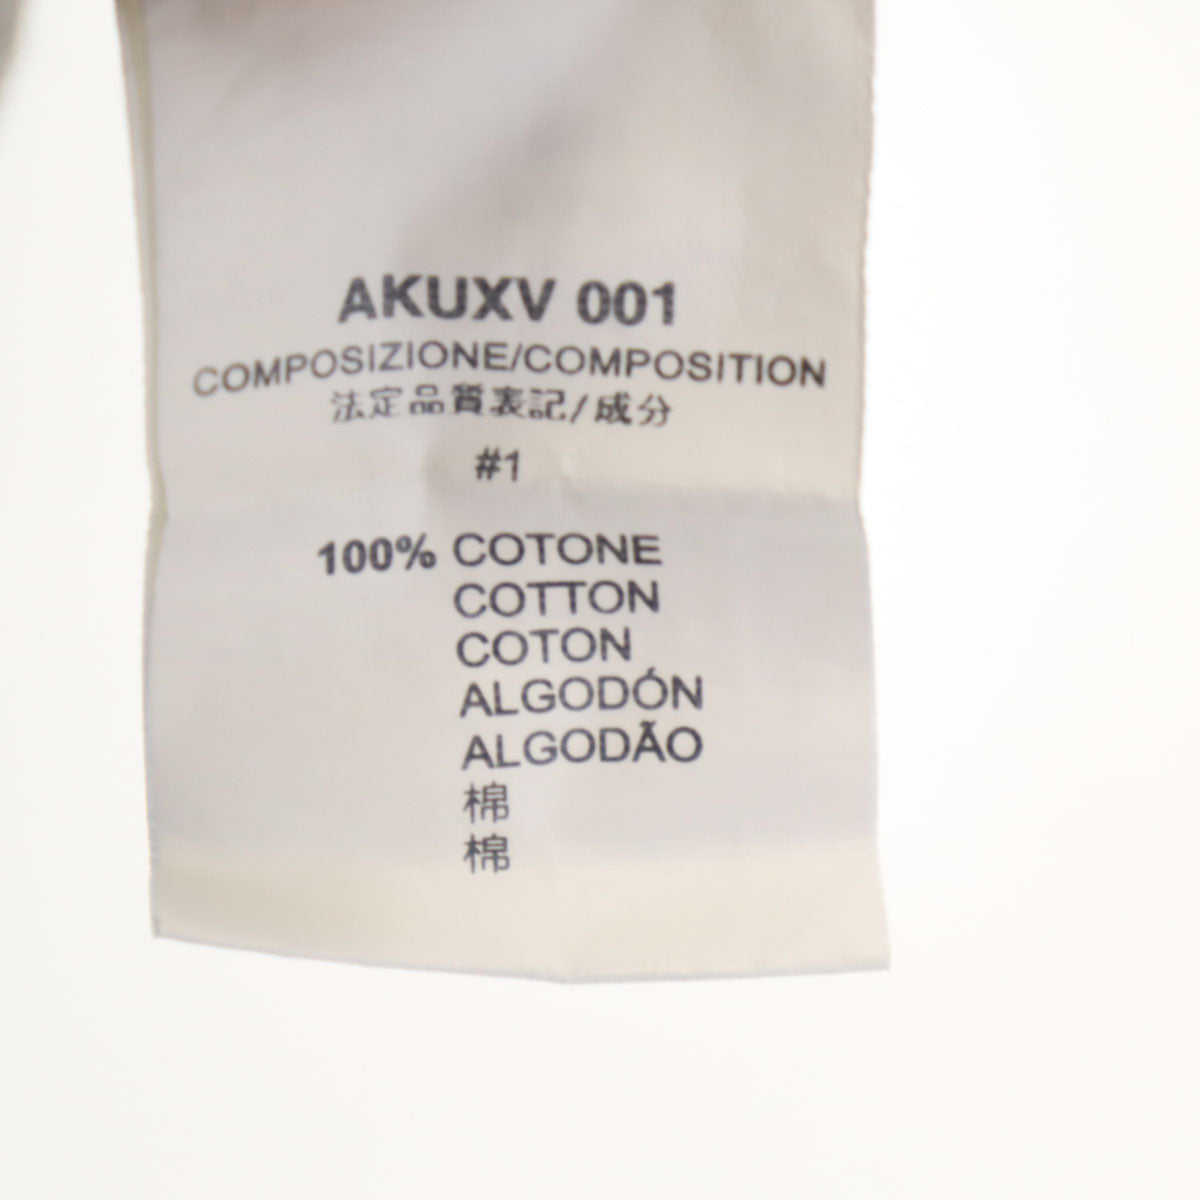 AKUXV 001
COMPOSIZIONE/COMPOSITION
法定品質表記/成分
#1
100% COTONE
COTTON
COTON
ALGODÓN
ALGODÃO
棉
棉